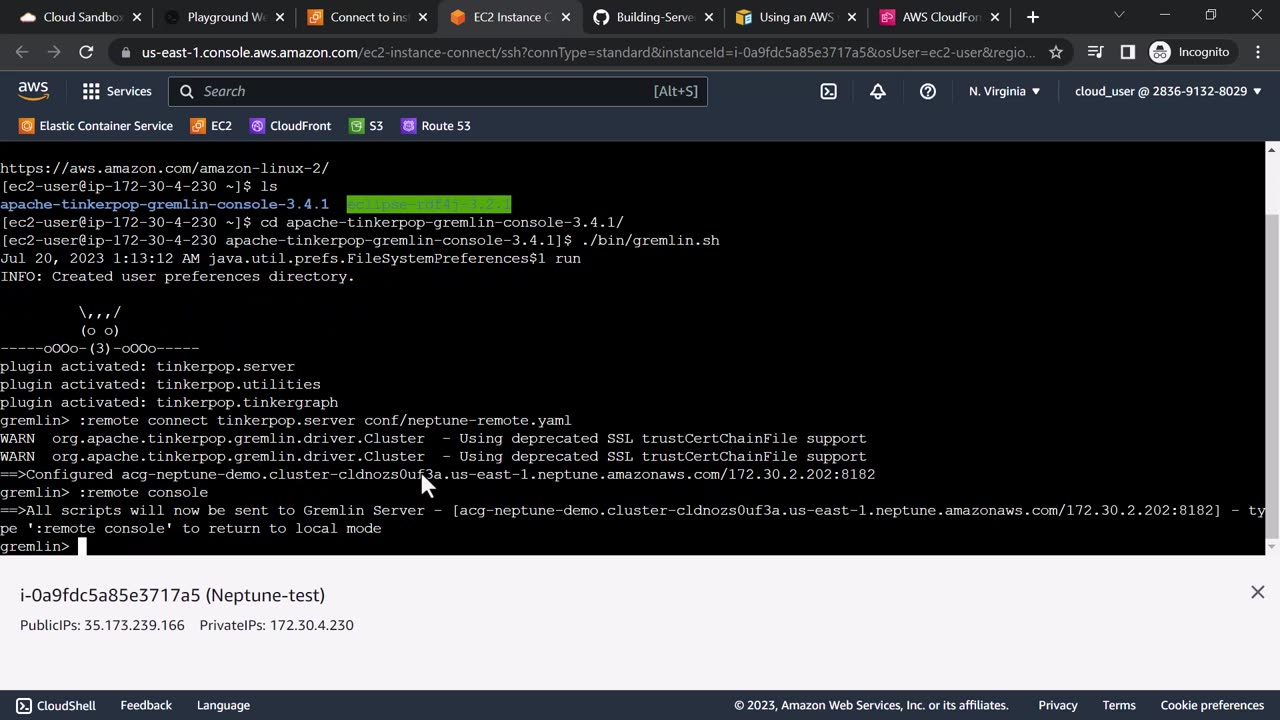 Cloud Sandbox
Playground We
Connect to ins
EC2 Instance C
Building-Serve
Using an AWS
AWS CloudForm
us-east-1.console.aws.amazon.com/ec2-instance-connect/ssh?connType=standard&instanceId=i-0a9fdc5a85e3717a5&osUser=ec2-user&regio...
Incognito
aws
Services
Search
[Alt+S]
N. Virginia
cloud_user @ 2836-9132-8029
Elastic Container Service
EC2
CloudFront
S3
Route 53
https://aws.amazon.com/amazon-linux-2/
[ec2-user@ip-172-30-4-230 ~]$ ls
apache-tinkerpop-gremlin-console-3.4.1  eclipse-rdf4j-3.2.1
[ec2-user@ip-172-30-4-230 ~]$ cd apache-tinkerpop-gremlin-console-3.4.1/
[ec2-user@ip-172-30-4-230 apache-tinkerpop-gremlin-console-3.4.1]$ ./bin/gremlin.sh
Jul 20, 2023 1:13:12 AM java.util.prefs.FileSystemPreferences$1 run
INFO: Created user preferences directory.
\,,,/
(o o)
-----oOOo-(3)-oOOo-----
plugin activated: tinkerpop.server
plugin activated: tinkerpop.utilities
plugin activated: tinkerpop.tinkergraph
gremlin> :remote connect tinkerpop.server conf/neptune-remote.yaml
WARN  org.apache.tinkerpop.gremlin.driver.Cluster  - Using deprecated SSL trustCertChainFile support
WARN  org.apache.tinkerpop.gremlin.driver.Cluster  - Using deprecated SSL trustCertChainFile support
==>Configured acg-neptune-demo.cluster-cldnozs0uf3a.us-east-1.neptune.amazonaws.com/172.30.2.202:8182
gremlin> :remote console
==>All scripts will now be sent to Gremlin Server - [acg-neptune-demo.cluster-cldnozs0uf3a.us-east-1.neptune.amazonaws.com/172.30.2.202:8182] - ty
pe ':remote console' to return to local mode
gremlin>
i-0a9fdc5a85e3717a5 (Neptune-test)
PublicIPs: 35.173.239.166 PrivateIPs: 172.30.4.230
CloudShell
Feedback
Language
© 2023, Amazon Web Services, Inc. or its affiliates.
Privacy
Terms
Cookie preferences